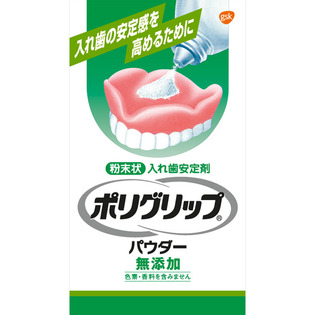 gsk
入れ歯の安定感を
高めるために
粉末状 入れ歯安定剤
ポリグリップ®
パウダー
無添加
色素・香料を含みません